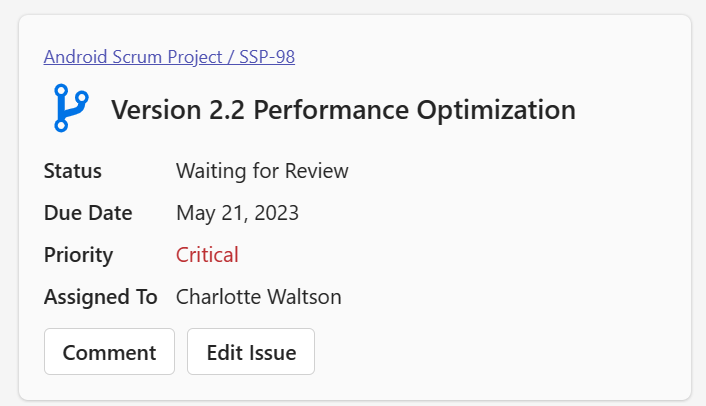 Android Scrum Project / SSP-98
Version 2.2 Performance Optimization
Status Waiting for Review
Due Date May 21, 2023
Priority Critical
Assigned To Charlotte Waltson
Comment Edit Issue